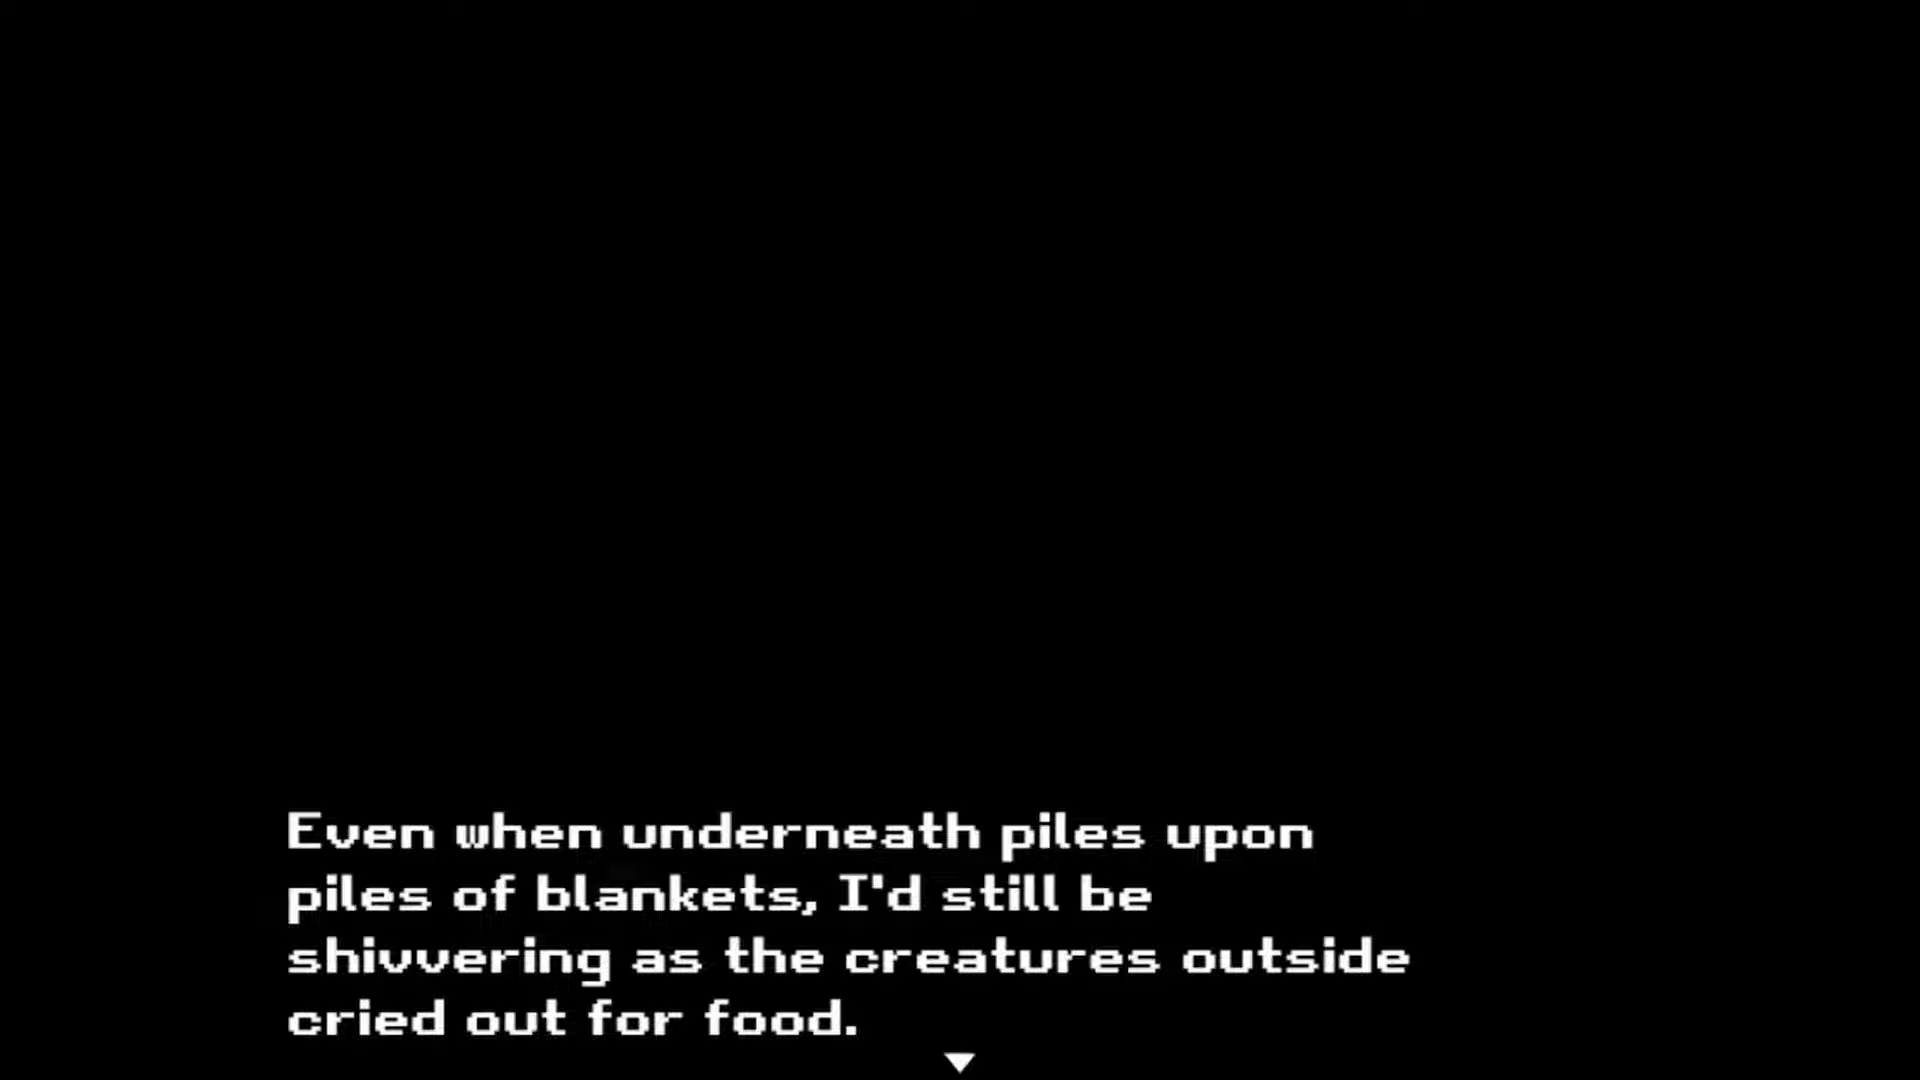 Even when underneath piles upon
piles of blankets, I'd still be
shivvering as the creatures outside
cried out for food.